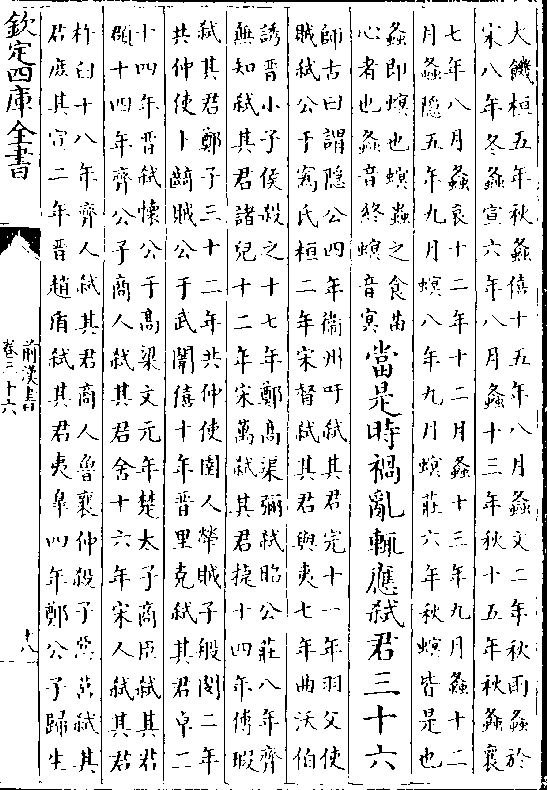 大饑桓五年秋螽僖十五年八月螽文二年秋雨螽於
宋八年冬螽宣六年八月螽十三年秋十五年秋螽襄
七年八月螽哀十二年十二月螽十三年九月螽十二
月螽隐五年九月螟八年九月螟莊六年秋螟皆是也
螽即螟也螟蟲之食苗
心者也螽音終螟音冥
當是時禍亂輒應弑君三十六
師古曰謂隐公四年衞州吁弑其君完十一年羽父使
賊弑公于寪氏桓二年宋督弑其君與夷七年曲沃伯
誘晉小子侯殺之十七年鄭髙渠彌弑昭公莊八年齊
無知弑其君諸兒十二年宋萬弑其君捷十四年傅瑕
弑其君鄭子三十二年共仲使圉人犖賊子般閔二年
共仲使卜齮賊公于武闈僖十年晉里克弑其君卓二
十四年晉弑懷公于髙梁文元年楚太子商臣弑其君
頵十四年齊公子商人弑其君舍十六年宋人弑其君
杵臼十八年齊人弑其君商人魯襄仲殺子惡莒弑其
君庶其宣二年晉趙盾弑其君夷臯四年鄭公子歸生
欽定四庫全書
前漢書
卷三十六
十八